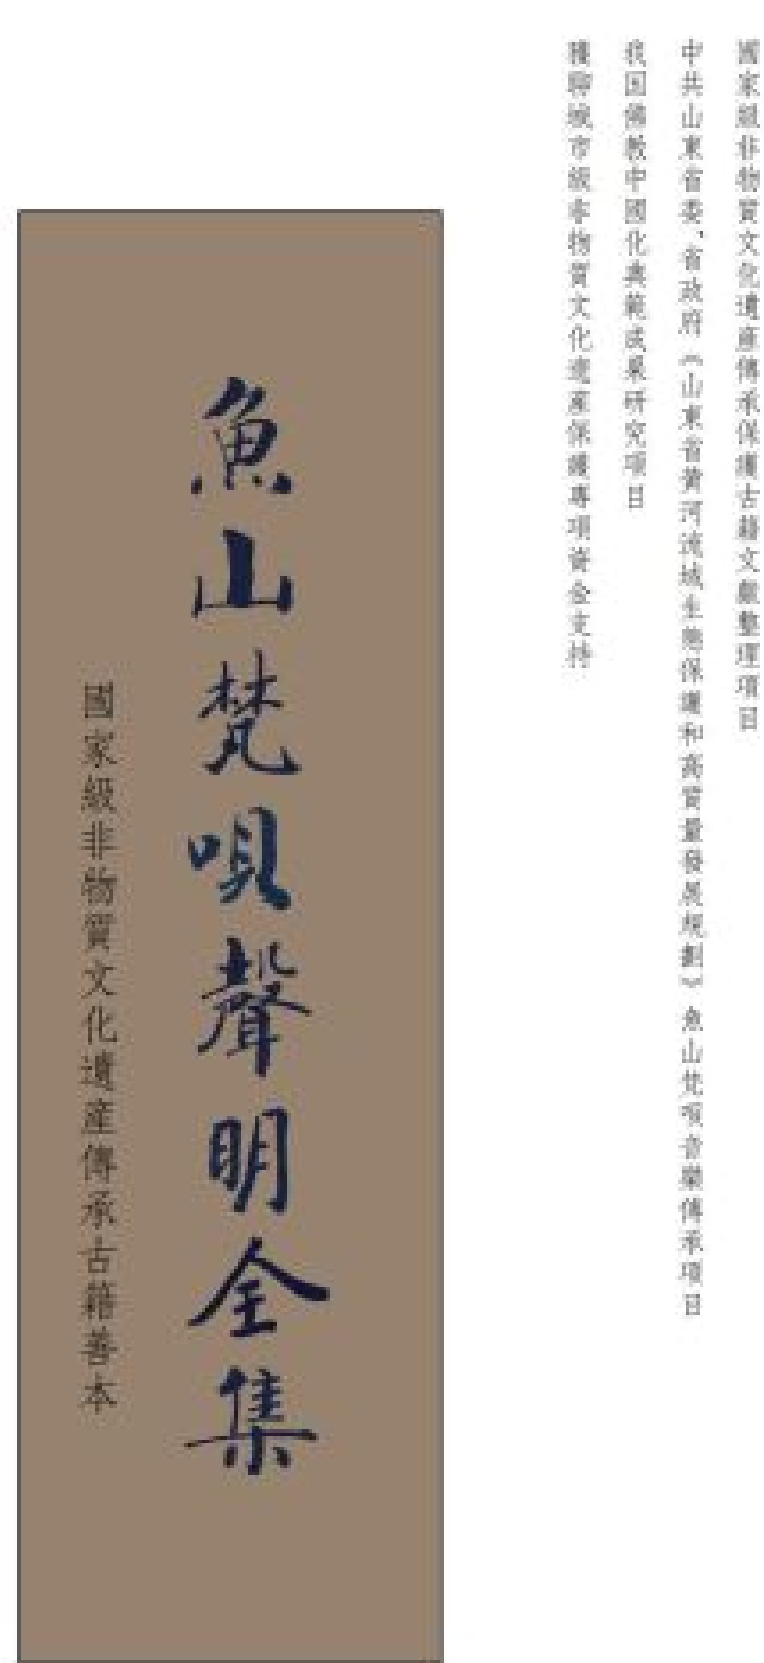 國家級非物質文化遺產傳承保護古籍文獻整理項目
中共山東省委、省政府《山東省黃河流域生態保護和高質量發展規劃》魚山梵唄音樂傳承項目
我国佛教中國化典範成果研究項目
獲聊城市級非物質文化遺產保護專項資金支持
魚山梵唄聲明全集
國家級非物質文化遺產傳承古籍善本